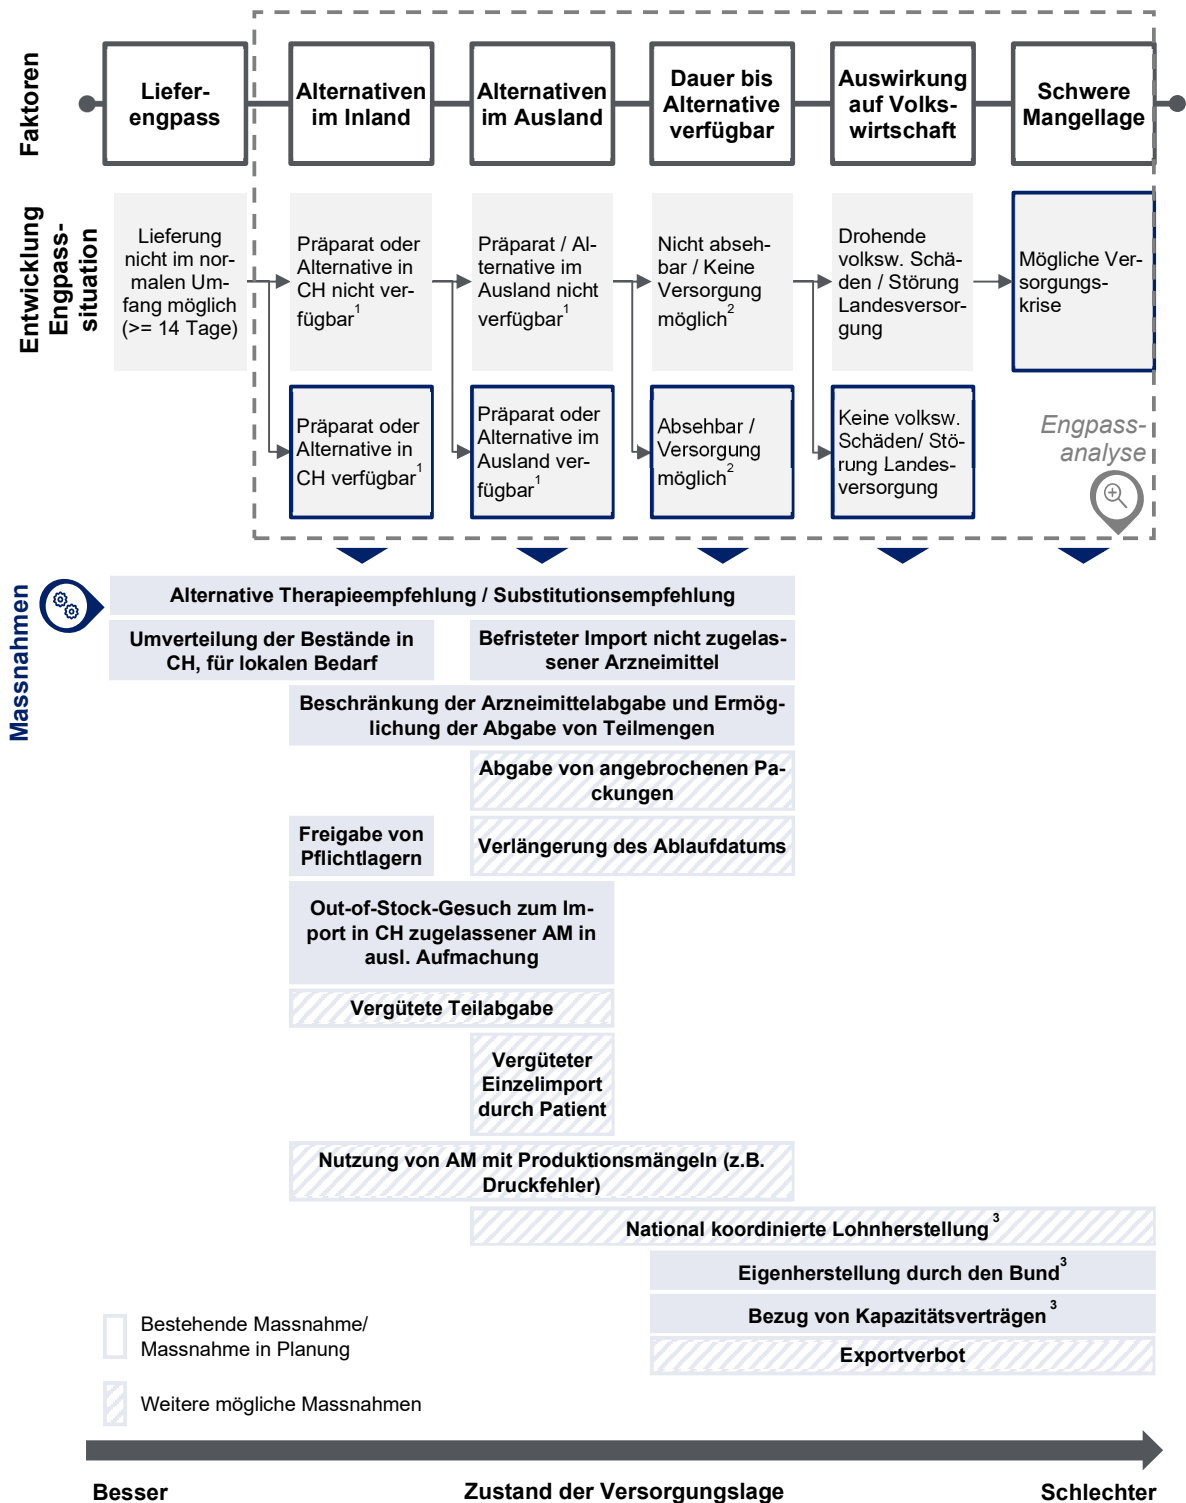 Faktoren
Liefer-
engpass
Alternativen
im Inland
Alternativen
im Ausland
Dauer bis
Alternative
verfügbar
Auswirkung
auf Volks-
wirtschaft
Schwere
Mangellage
Entwicklung
Engpass-
situation
Lieferung
nicht im nor-
malen Um-
fang möglich
(>= 14 Tage)
Präparat oder
Alternative in
CH nicht ver-
fügbar1
Präparat / Al-
ternative im
Ausland nicht
verfügbar1
Nicht abseh-
bar / Keine
Versorgung
möglich2
Drohende
volksw. Schä-
den / Störung
Landesversor-
gung
Mögliche Ver-
sorgungs-
krise
Präparat oder
Alternative in
CH verfügbar1
Präparat oder
Alternative im
Ausland ver-
fügbar1
Absehbar /
Versorgung
möglich2
Keine volksw.
Schäden/ Stö-
rung Landes-
versorgung
Engpass-
analyse
Massnahmen
Alternative Therapieempfehlung / Substitutionsempfehlung
Umverteilung der Bestände in
CH, für lokalen Bedarf
Befristeter Import nicht zugelas-
sener Arzneimittel
Beschränkung der Arzneimittelabgabe und Ermög-
lichung der Abgabe von Teilmengen
Abgabe von angebrochenen Pa-
ckungen
Freigabe von
Pflichtlagern
Verlängerung des Ablaufdatums
Out-of-Stock-Gesuch zum Im-
port in CH zugelassener AM in
ausl. Aufmachung
Vergütete Teilabgabe
Vergüteter
Einzelimport
durch Patient
Nutzung von AM mit Produktionsmängeln (z.B.
Druckfehler)
National koordinierte Lohnherstellung3
Eigenherstellung durch den Bund3
Bezug von Kapazitätsverträgen3
Exportverbot
Bestehende Massnahme/
Massnahme in Planung
Weitere mögliche Massnahmen
Besser
Zustand der Versorgungslage
Schlechter